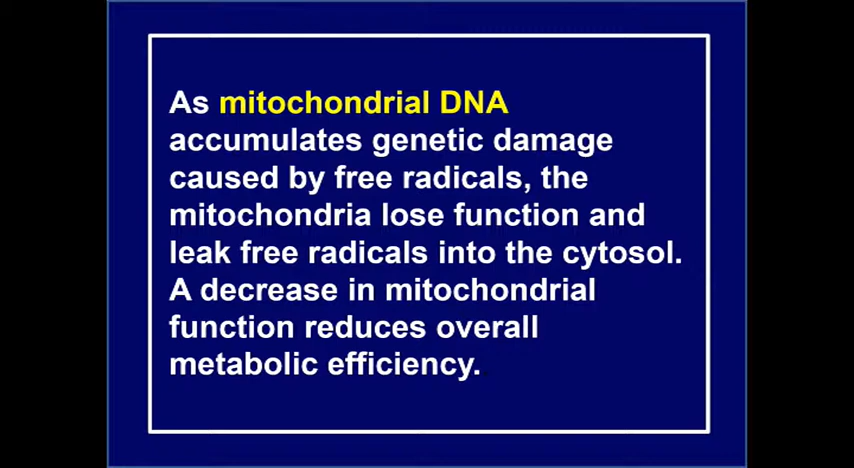 As mitochondrial DNA
accumulates genetic damage
caused by free radicals, the
mitochondria lose function and
leak free radicals into the cytosol.
A decrease in mitochondrial
function reduces overall
metabolic efficiency.